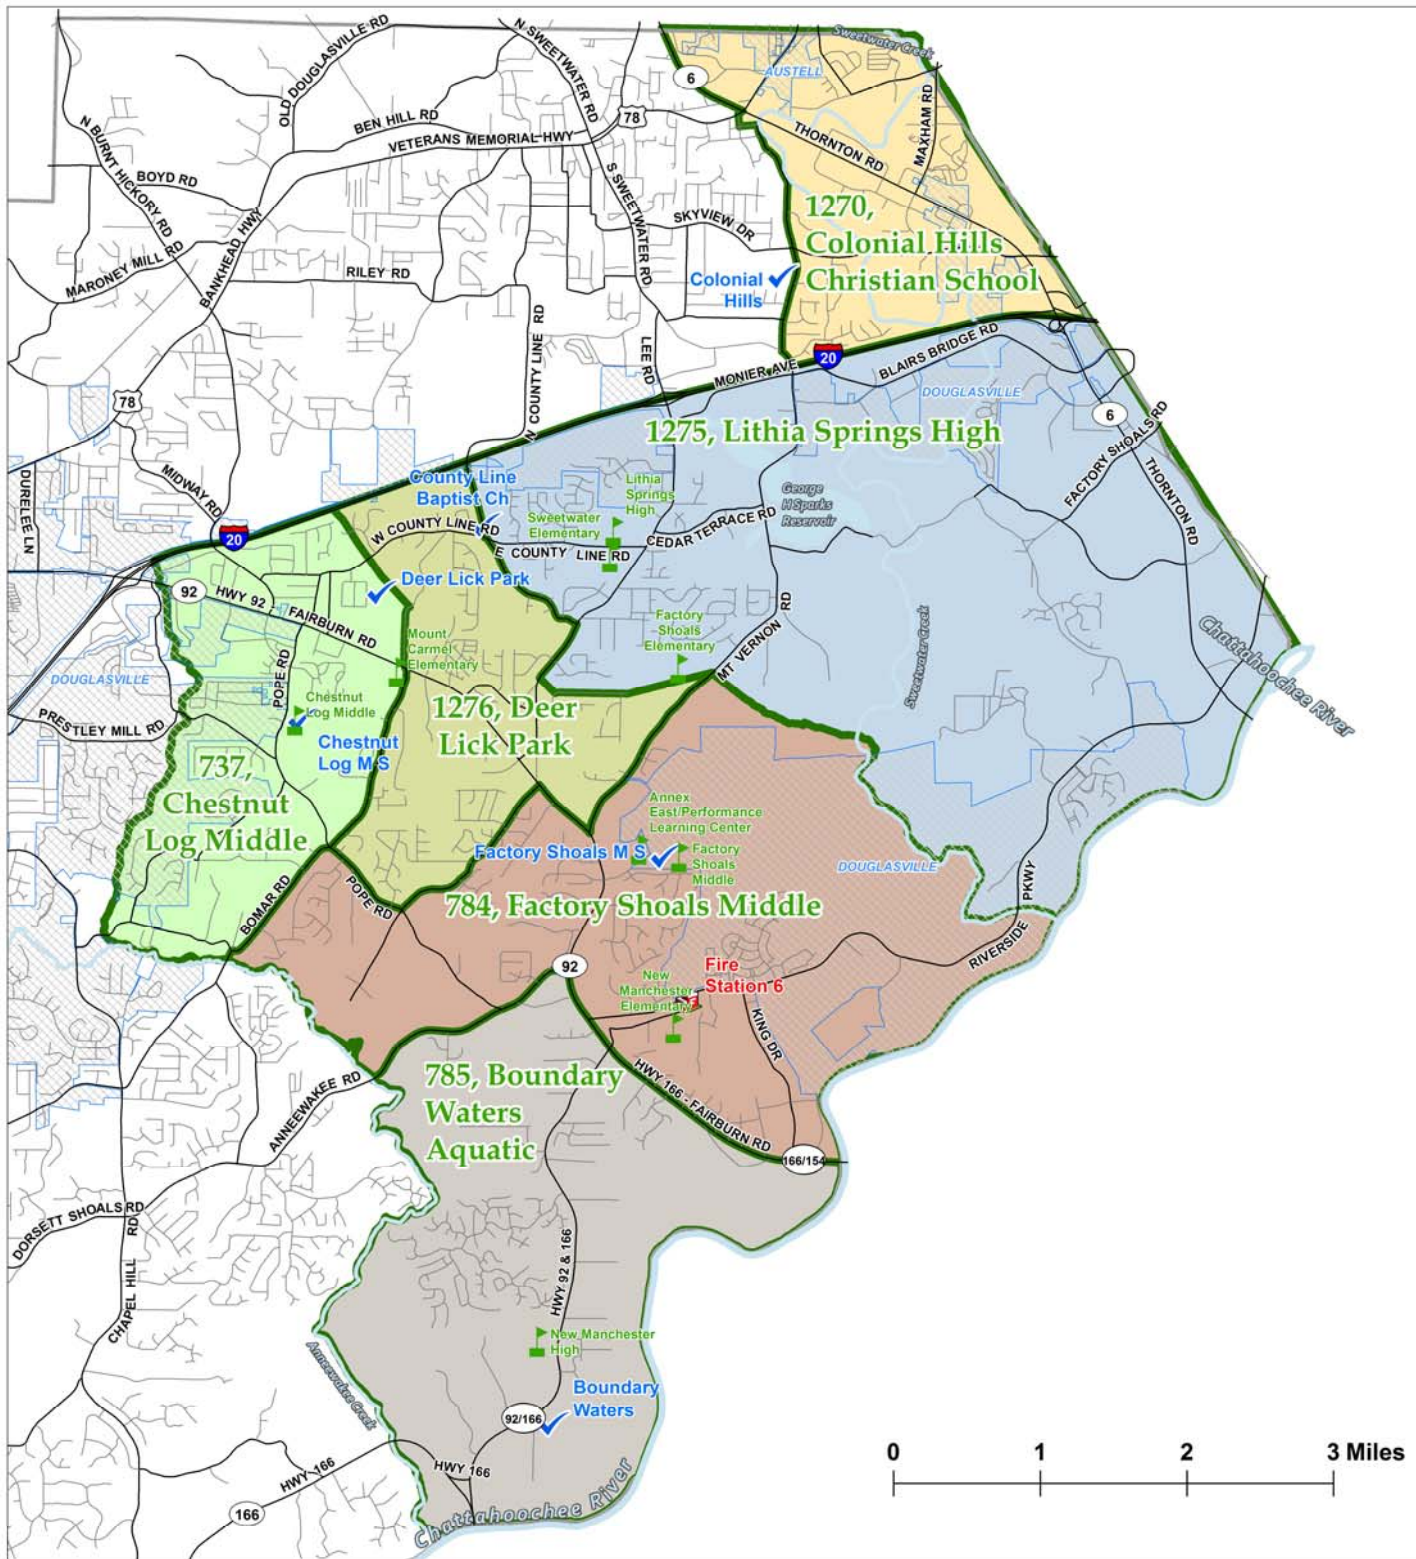 OLD DOUGLASVILLE RD
N SWEETWATER RD
Sweetwater Creek
AUSTELL
6
78
BEN HILL RD
VETERANS MEMORIAL HWY
N BURNT HICKORY RD
THORNTON RD
MAXHAM RD
BOYD RD
S SWEETWATER RD
SKYVIEW DR
1270,
Colonial Hills
Christian School
BANKHEAD HWY
MARONEY MILL RD
RILEY RD
Colonial
Hills
N COUNTY LINE RD
LEE RD
20
MONIER AVE
BLAIRS BRIDGE RD
DOUGLASVILLE
78
6
1275, Lithia Springs High
FACTORY SHOALS RD
THORNTON RD
N COUNTY LINE RD
MIDWAY RD
DURELEE LN
County Line
Baptist Ch
Lithia
Springs
High
George
H Sparks
Reservoir
Sweetwater
Elementary
W COUNTY LINE RD
E COUNTY LINE RD
CEDAR TERRACE RD
20
Deer Lick Park
92
HWY 92 - FAIRBURN RD
Factory
Shoals
Elementary
MT VERNON RD
Sweetwater Creek
Chattahoochee River
Mount
Carmel
Elementary
POPE RD
DOUGLASVILLE
Chestnut
Log Middle
PRESTLEY MILL RD
1276, Deer
Lick Park
Chestnut
Log M S
737,
Chestnut
Log Middle
Annex
East/Performance
Learning Center
Factory Shoals M S
Factory
Shoals
Middle
DOUGLASVILLE
BOMAR RD
POPE RD
784, Factory Shoals Middle
RIVERSIDE PKWY
92
Fire
Station 6
New
Manchester
Elementary
KING DR
785, Boundary
Waters
Aquatic
HWY 166 - FAIRBURN RD
166/154
ANNEEWAKEE RD
DORSETT SHOALS RD
CHAPEL HILL RD
HWY 92 & 166
Anneewakee Creek
New Manchester
High
Boundary
Waters
92/166
HWY 166
HWY 166
166
Chattahoochee River
0 1 2 3 Miles